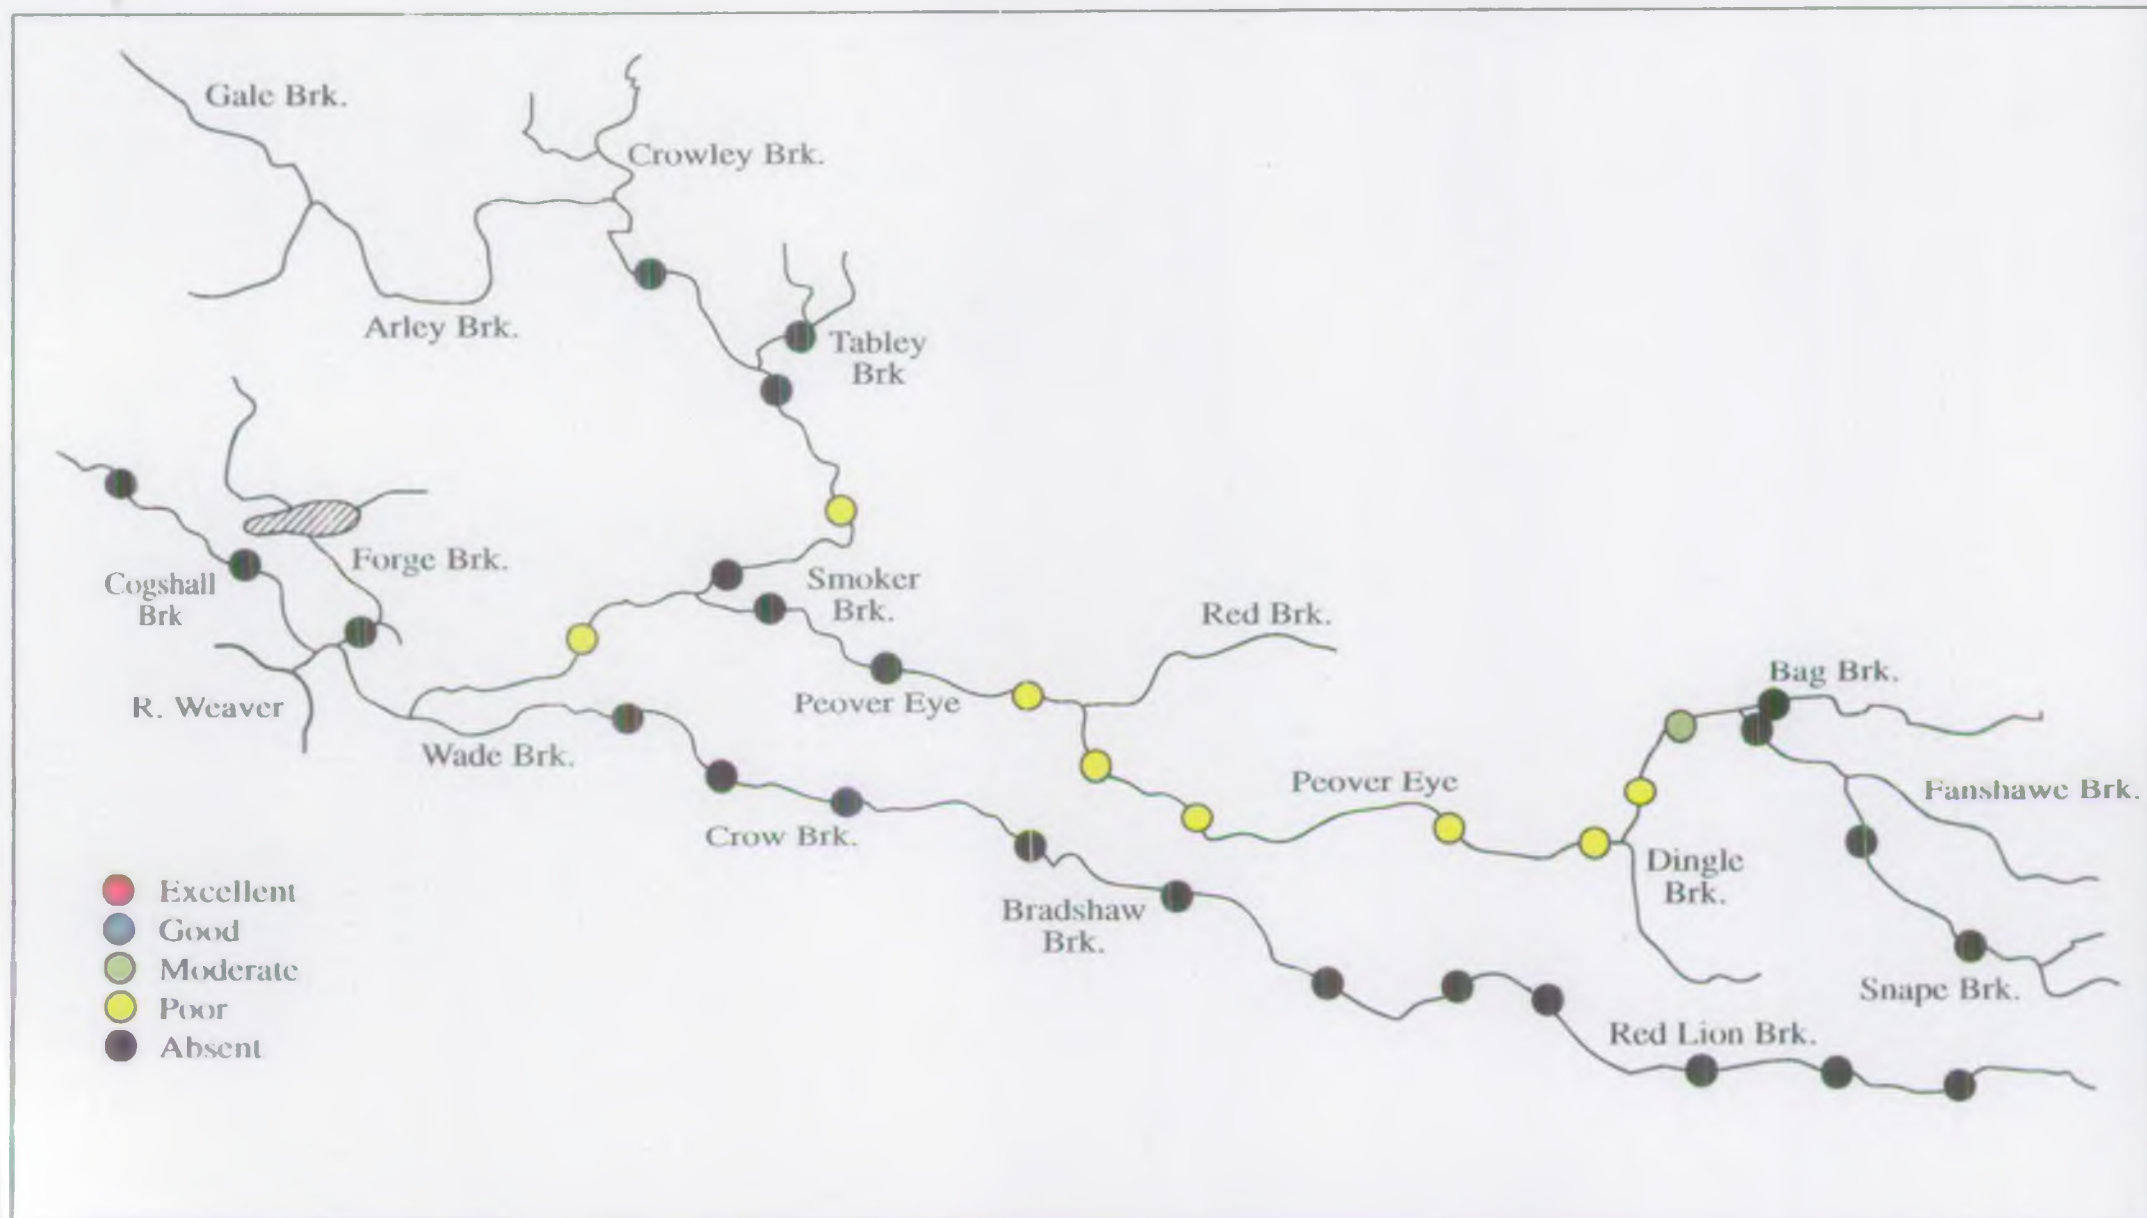 Gale Brk.
Crowley Brk.
Arley Brk.
Tabley
Brk
Forge Brk.
Cogshall
Brk
Smoker
Brk.
Red Brk.
R. Weaver
Peover Eye
Bag Brk.
Wade Brk.
Peover Eye
Fanshawe Brk.
Crow Brk.
Dingle
Brk.
Bradshaw
Brk.
Snape Brk.
Red Lion Brk.
Excellent
Good
Moderate
Poor
Absent